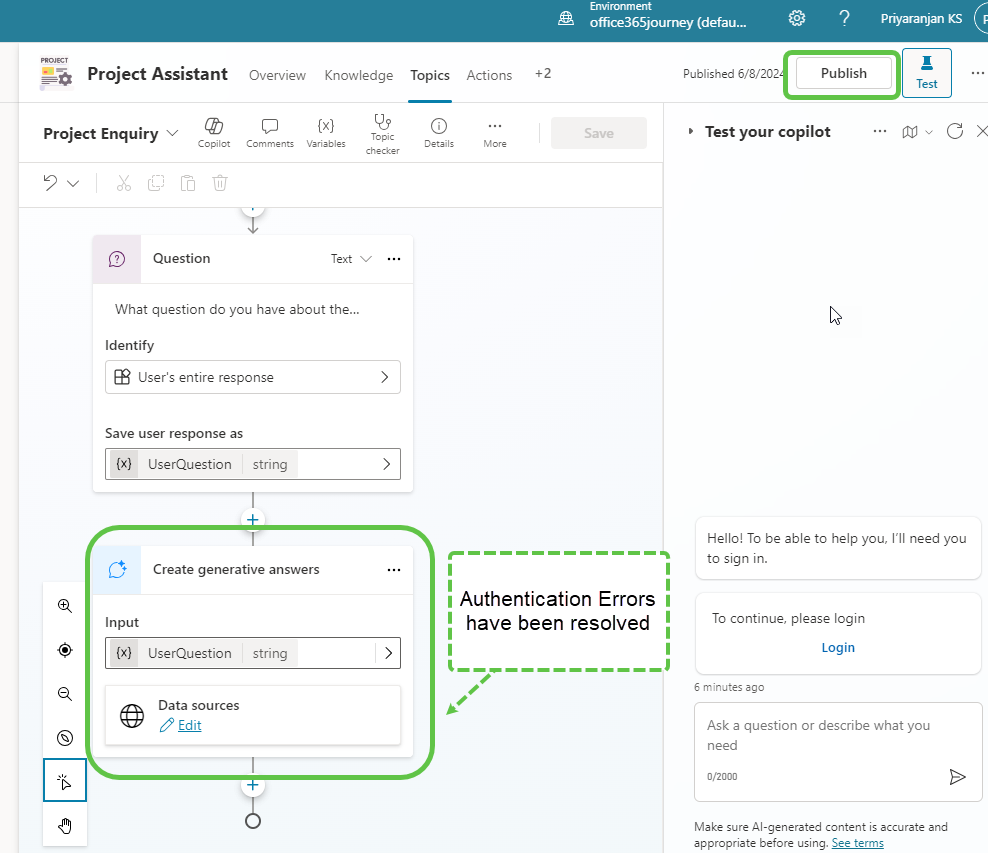 Environment
office365journey (defau...
?
Priyaranjan KS
PROJECT
Project Assistant
Overview
Knowledge
Topics
Actions
+2
Published 6/8/2024
Publish
Test
...
Project Enquiry
Copilot
Comments
{x}
Variables
Topic
checker
Details
...
More
Save
Test your copilot
...
Question
Text
...
What question do you have about the...
Identify
User's entire response
Save user response as
{x} UserQuestion string
Create generative answers
...
Input
{x} UserQuestion string
Data sources
Edit
Authentication Errors
have been resolved
Hello! To be able to help you, I'll need you
to sign in.
To continue, please login
Login
6 minutes ago
Ask a question or describe what you
need
0/2000
Make sure AI-generated content is accurate and
appropriate before using. See terms